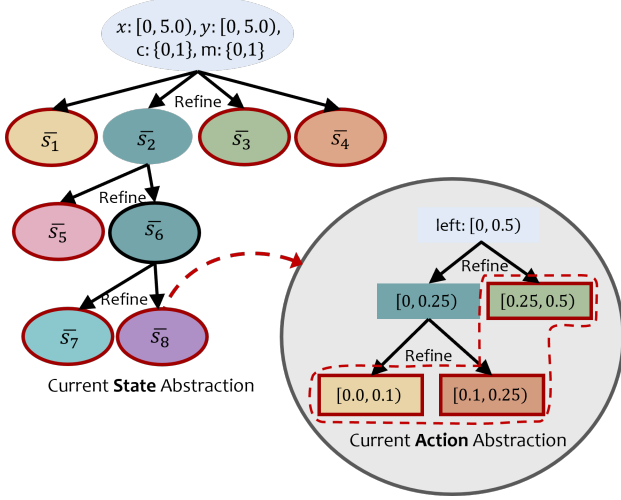 x: [0, 5.0), y: [0, 5.0),
c: {0,1}, m: {0,1}
Refine
s̄₁
s̄₂
s̄₃
s̄₄
Refine
s̄₅
s̄₆
Refine
s̄₇
s̄₈
Current State Abstraction
left: [0, 0.5)
Refine
[0, 0.25)
[0.25, 0.5)
Refine
[0.0, 0.1)
[0.1, 0.25)
Current Action Abstraction